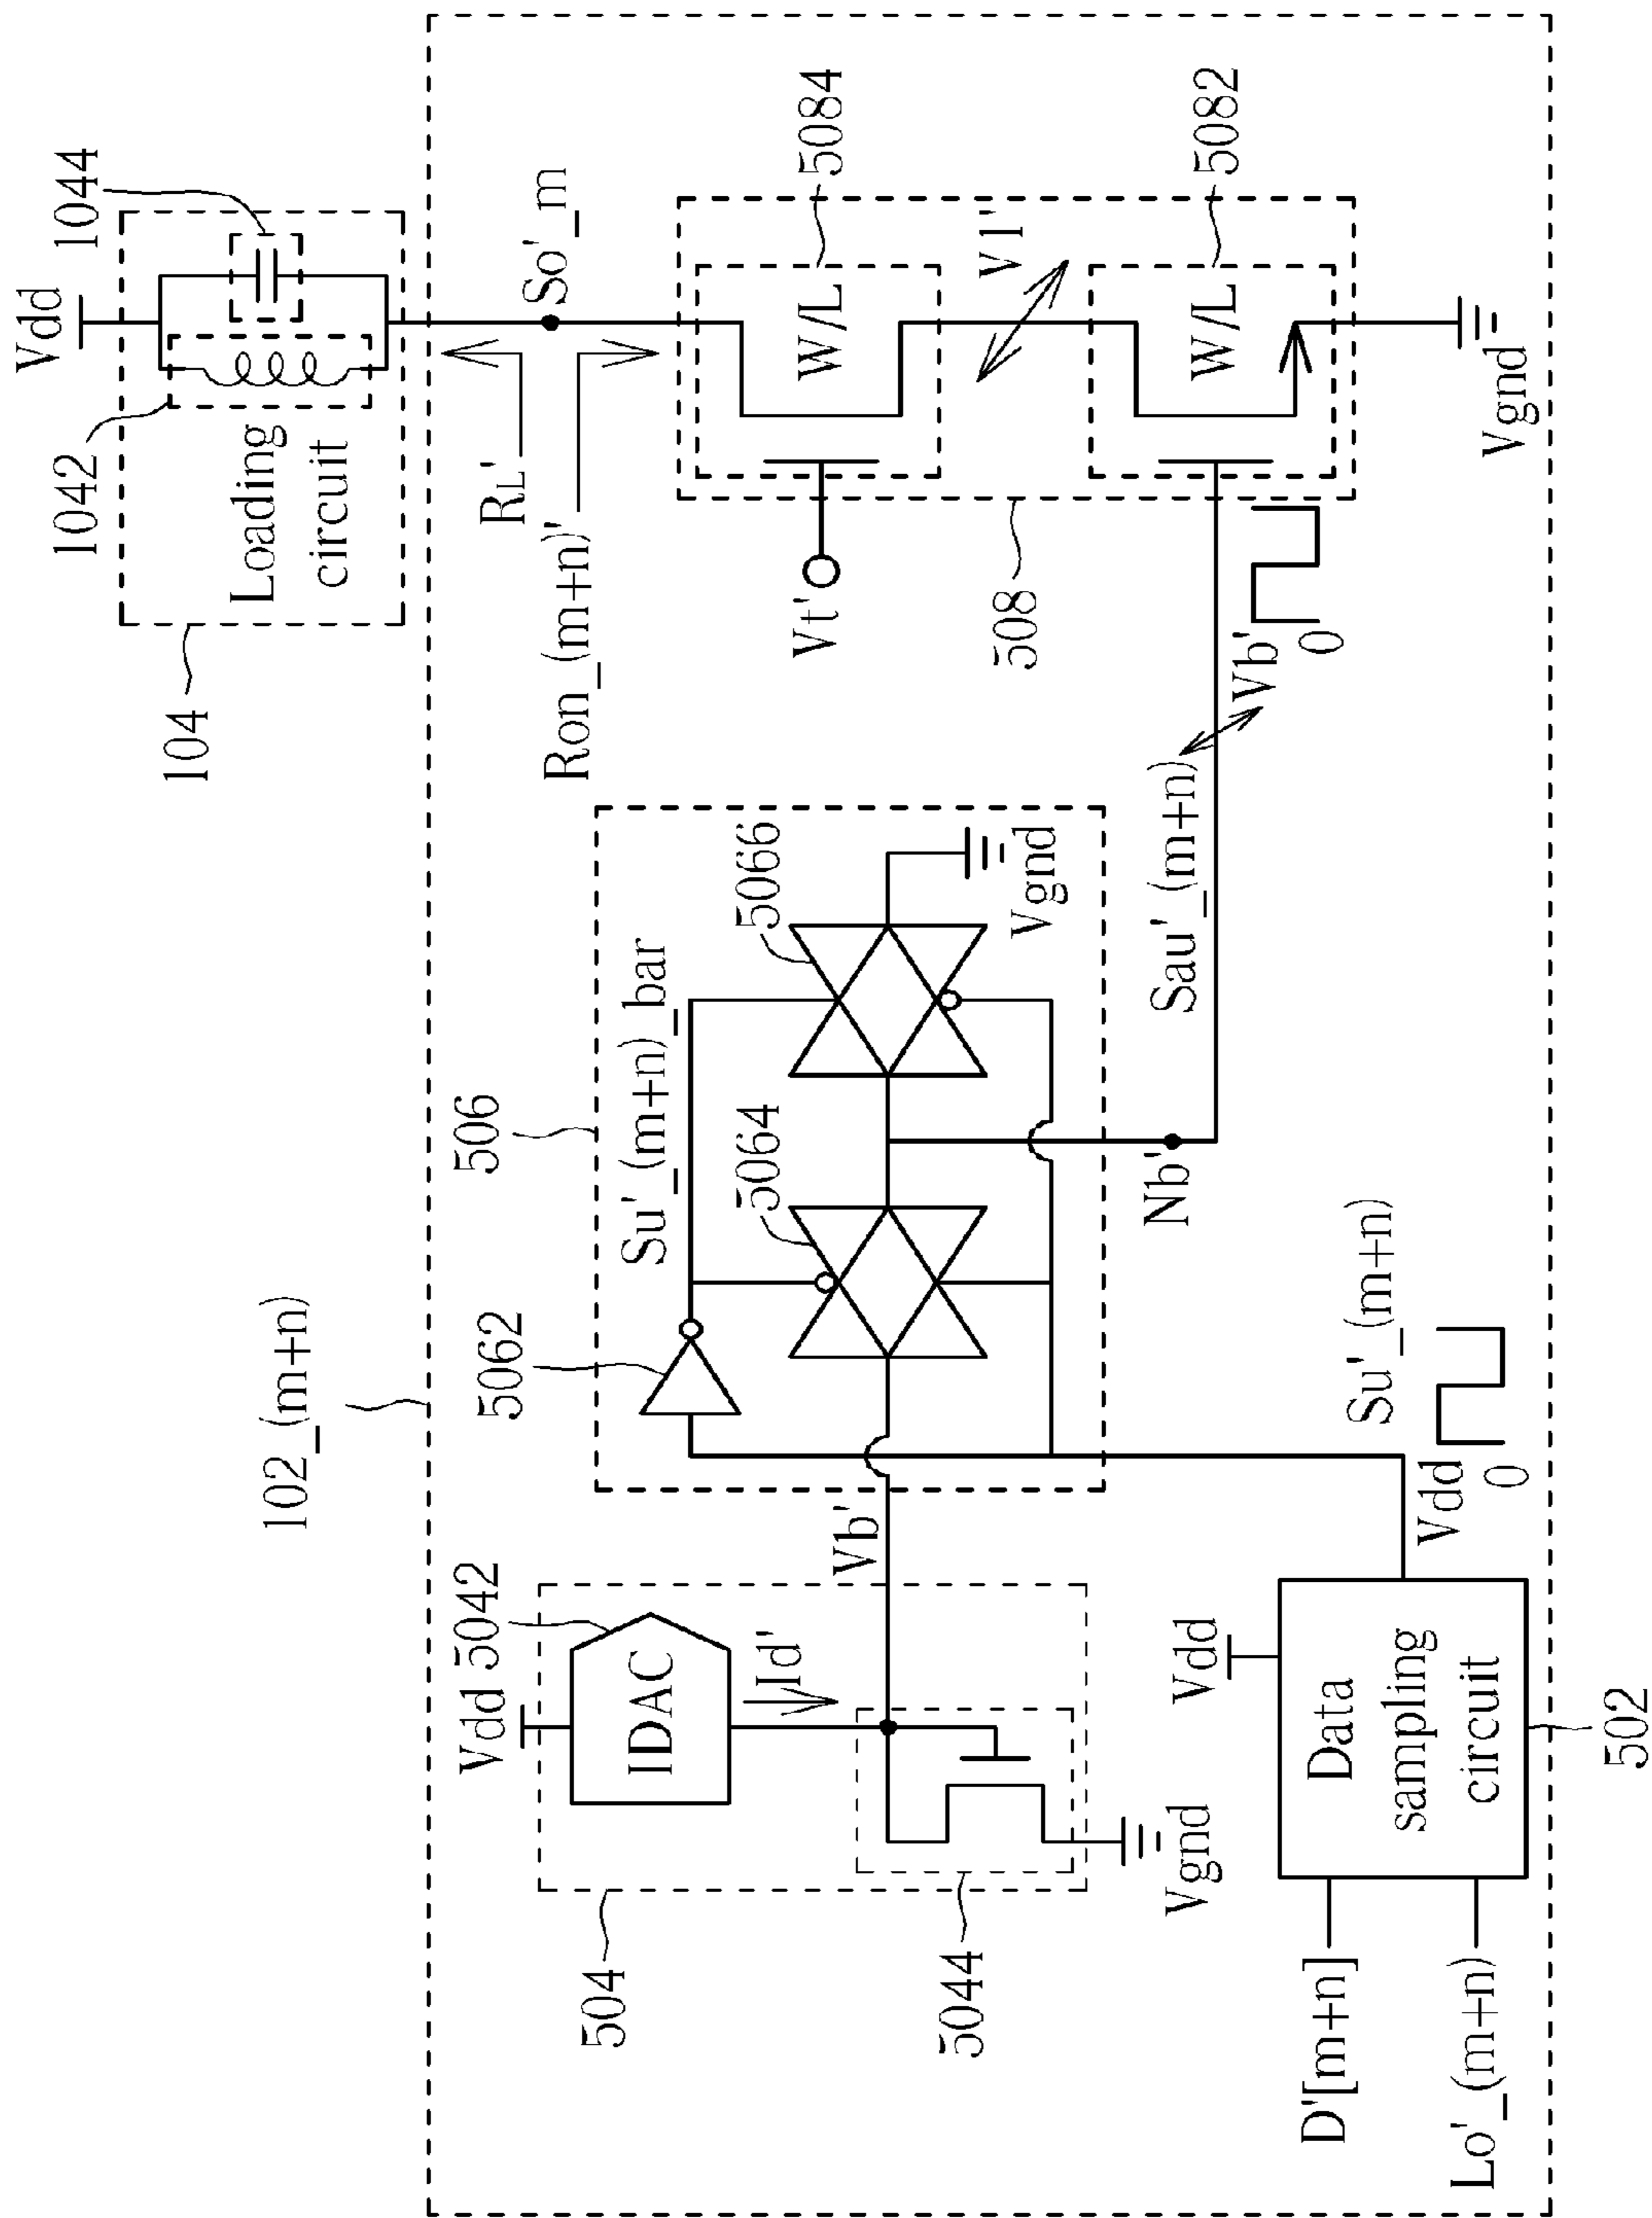 102_(m+n)
Vdd
1042
1044
Loading
circuit
104
RL'
So'_m
Ron_(m+n)'
Vdd
5042
IDAC
Id'
504
5044
Vgnd
Vb'
506
5062
Su'_(m+n)_bar
5064
5066
Vgnd
Nb'
Sau'_(m+n)
Vb'
0
Vt'
508
W/L
5084
V1'
W/L
5082
Vgnd
D'[m+n]
Lo'_(m+n)
Vdd
Data
sampling
circuit
502
Su'_(m+n)
Vdd
0